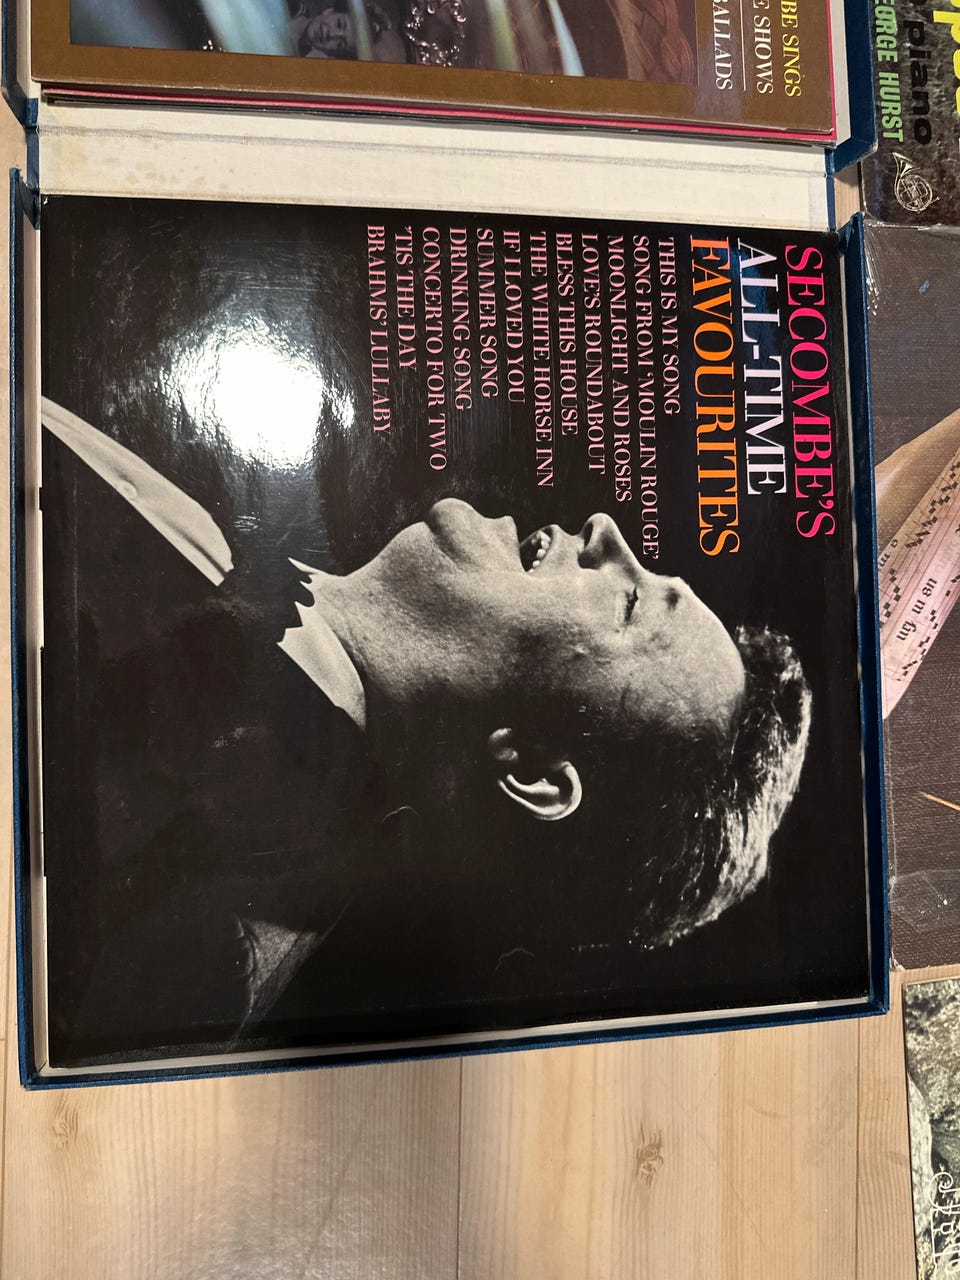 SECOMBE'S
ALL-TIME
FAVOURITES
THIS IS MY SONG
SONG FROM 'MOULIN ROUGE'
MOONLIGHT AND ROSES
LOVE'S ROUNDABOUT
BLESS THIS HOUSE
THE WHITE HORSE INN
IF I LOVED YOU
SUMMER SONG
DRINKING SONG
CONCERTO FOR TWO
'TIS THE DAY
BRAHMS' LULLABY
BE SINGS
E SHOWS
BALLADS
piano
EORGE HURST